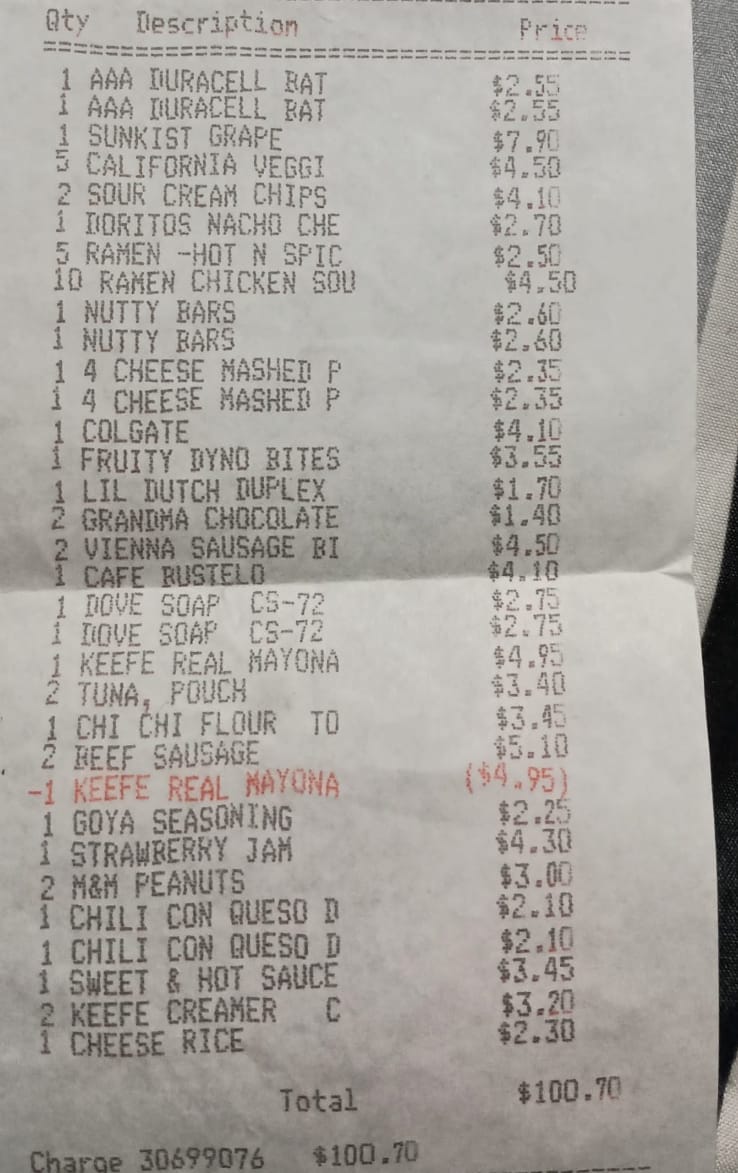 Qty Description Price
1 AAA DURACELL BAT $2.55
1 AAA DURACELL BAT $2.55
1 SUNKIST GRAPE $7.90
5 CALIFORNIA VEGGI $4.50
2 SOUR CREAM CHIPS $4.10
1 DORITOS NACHO CHE $2.70
5 RAMEN -HOT N SPIC $2.50
10 RAMEN CHICKEN SOU $4.50
1 NUTTY BARS $2.60
1 NUTTY BARS $2.60
1 4 CHEESE MASHED P $2.35
1 4 CHEESE MASHED P $2.35
1 COLGATE $4.10
1 FRUITY DYNO BITES $3.55
1 LIL DUTCH DUPLEX $1.70
2 GRANDMA CHOCOLATE $1.40
2 VIENNA SAUSAGE BI $4.50
1 CAFE BUSTELO $4.10
1 DOVE SOAP CS-72 $2.75
1 DOVE SOAP CS-72 $2.75
1 KEEFE REAL MAYONA $4.95
2 TUNA, POUCH $3.40
1 CHI CHI FLOUR TO $3.45
2 BEEF SAUSAGE $5.10
-1 KEEFE REAL MAYONA ($4.95)
1 GOYA SEASONING $2.25
1 STRAWBERRY JAM $4.30
2 M&M PEANUTS $3.00
1 CHILI CON QUESO D $2.10
1 CHILI CON QUESO D $2.10
1 SWEET & HOT SAUCE $3.45
2 KEEFE CREAMER C $3.20
1 CHEESE RICE $2.30
Total $100.70
Charge 30699076 $100.70